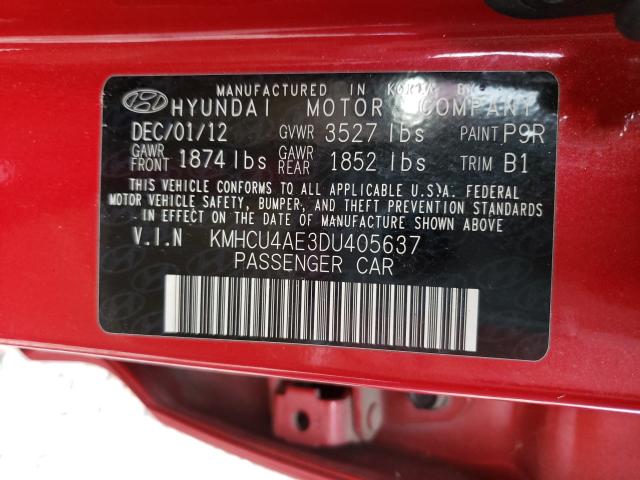 MANUFACTURED IN KOREA BY
HYUNDAI MOTOR COMPANY
DEC/01/12 GVWR 3527 lbs PAINT P9R
GAWR FRONT 1874 lbs GAWR REAR 1852 lbs TRIM B1
THIS VEHICLE CONFORMS TO ALL APPLICABLE U.S.A. FEDERAL
MOTOR VEHICLE SAFETY, BUMPER, AND THEFT PREVENTION STANDARDS
IN EFFECT ON THE DATE OF MANUFACTURE SHOWN ABOVE
V.I.N KMHCU4AE3DU405637
PASSENGER CAR